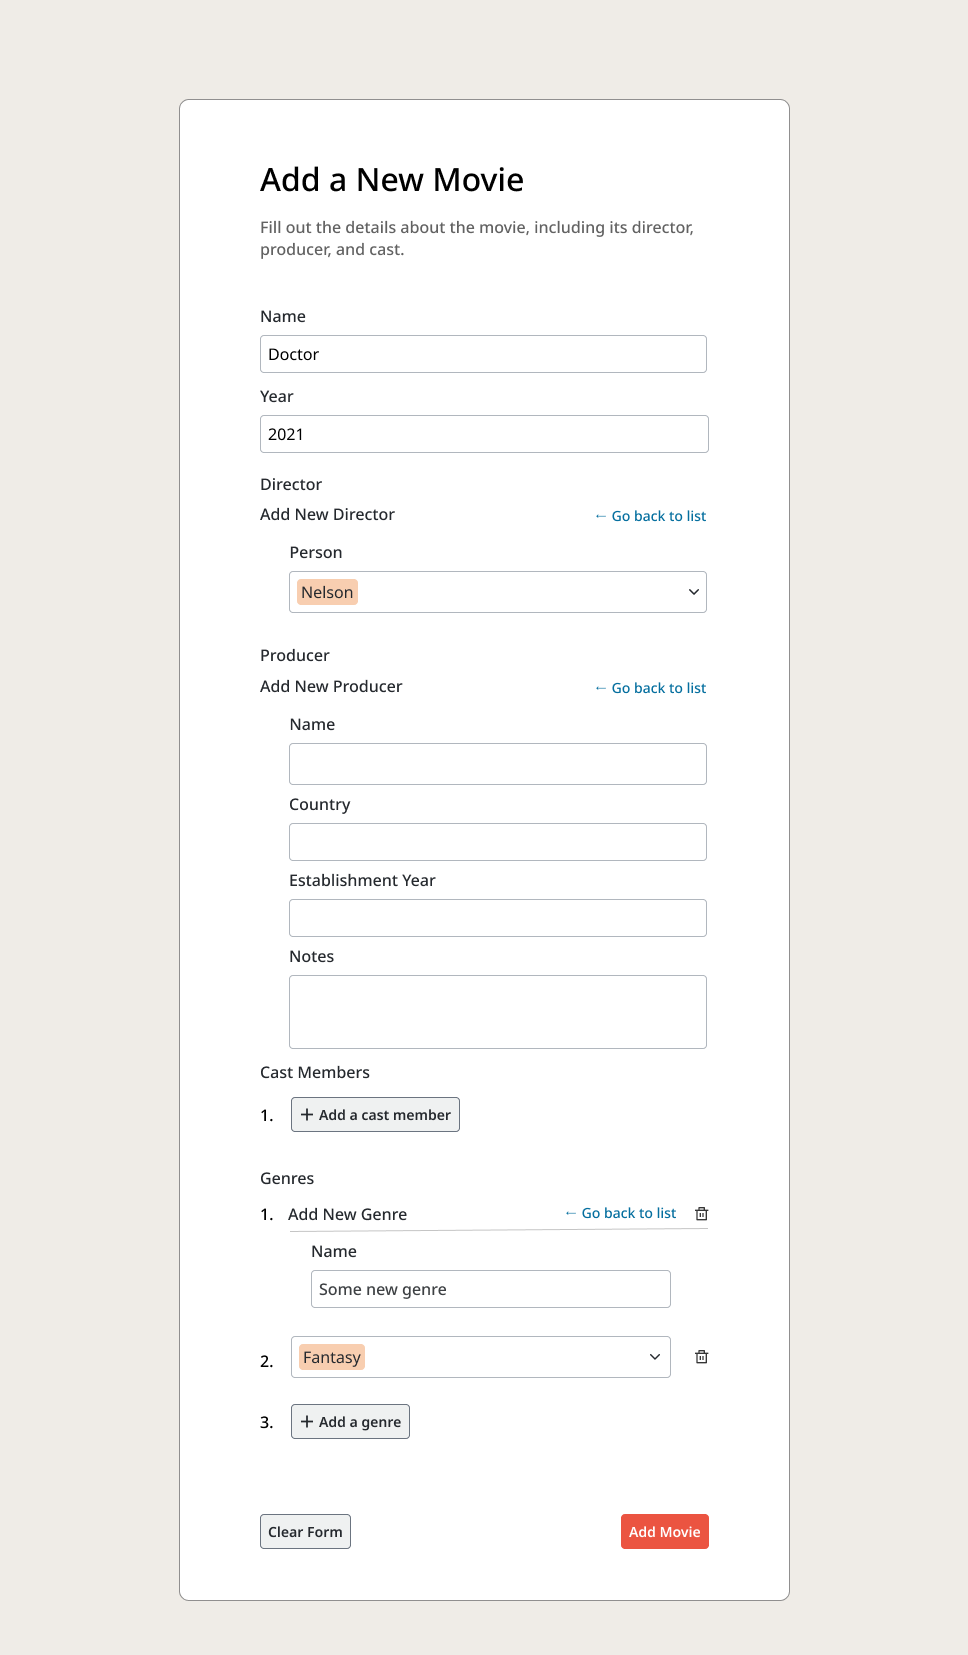 Add a New Movie
Fill out the details about the movie, including its director,
producer, and cast.
Name
Doctor
Year
2021
Director
Add New Director
← Go back to list
Person
Nelson
Producer
Add New Producer
← Go back to list
Name
Country
Establishment Year
Notes
Cast Members
1. + Add a cast member
Genres
1. Add New Genre
← Go back to list
Name
Some new genre
2. Fantasy
3. + Add a genre
Clear Form
Add Movie